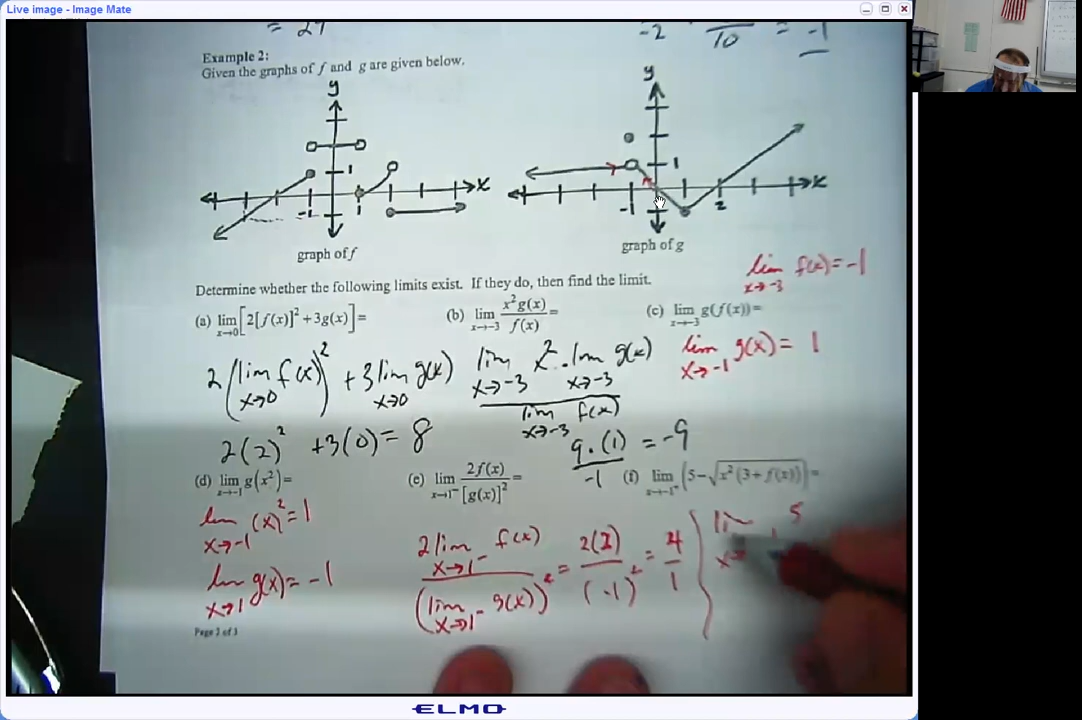 Live image - Image Mate
= 27
-2 10 = -1
Example 2:
Given the graphs of f and g are given below.
y
y
1
x
-1
1
1
x
-1
2
graph of f
graph of g
lim f(x) = -1
x→-3
Determine whether the following limits exist. If they do, then find the limit.
(a) lim x→0 [2[f(x)]² + 3g(x)] =
(b) lim x→-3 x²g(x) / f(x) =
(c) lim x→-3 g(f(x)) =
2 (lim x→0 f(x))² + 3 lim x→0 g(x)
lim x→-3 x² · lim x→-3 g(x)
lim x→-3 f(x)
lim x→-1 g(x) = 1
2(2)² + 3(0) = 8
9·(1) / -1 = -9
(d) lim x→-1 g(x²) =
(e) lim x→1⁻ 2f(x) / [g(x)]² =
(f) lim x→-1⁻ (5 - √x²(3 + f(x))) =
lim x→-1 (x)² = 1
lim x→1 g(x) = -1
2 lim x→1⁻ f(x) / (lim x→1⁻ g(x))² = 2(2) / (-1)² = 4 / 1
lim 5
x→
Page 2 of 3
ELMO